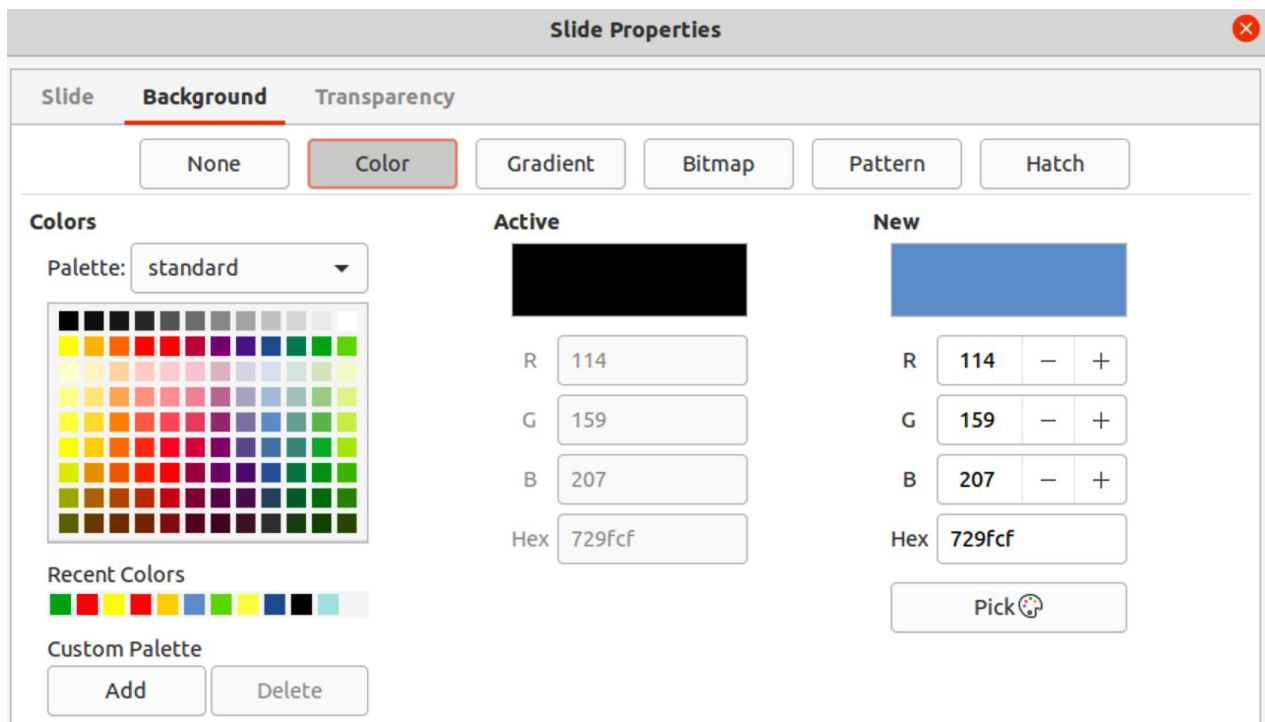 Slide Properties
Slide Background Transparency
None Color Gradient Bitmap Pattern Hatch
Colors Active New
Palette: standard
R 114 R 114 − +
G 159 G 159 − +
B 207 B 207 − +
Hex 729fcf Hex 729fcf
Recent Colors
Pick
Custom Palette
Add Delete